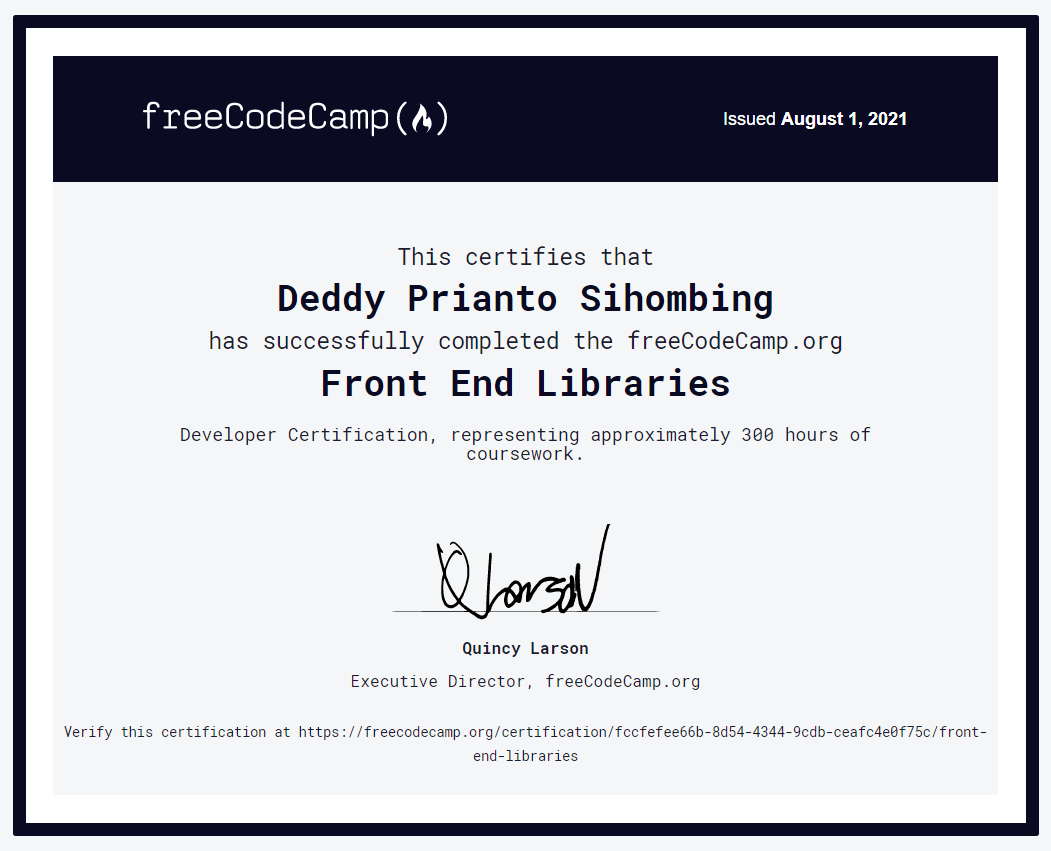 freeCodeCamp
Issued August 1, 2021
This certifies that
Deddy Prianto Sihombing
has successfully completed the freeCodeCamp.org
Front End Libraries
Developer Certification, representing approximately 300 hours of
coursework.
Q Larson
Quincy Larson
Executive Director, freeCodeCamp.org
Verify this certification at https://freecodecamp.org/certification/fccfefee66b-8d54-4344-9cdb-ceafc4e0f75c/front-
end-libraries